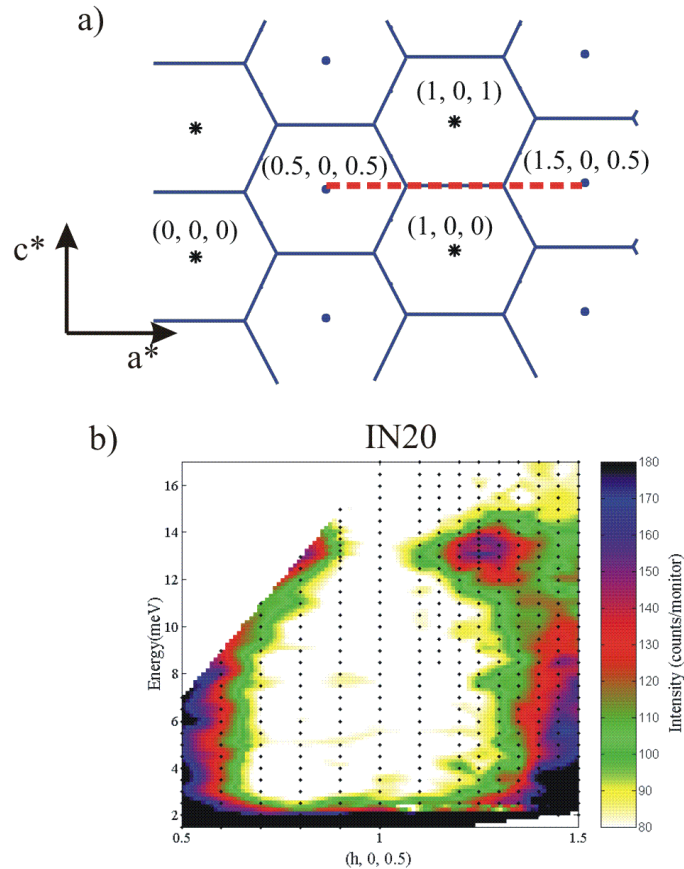 a)
(1, 0, 1)
(0.5, 0, 0.5)
(1.5, 0, 0.5)
(0, 0, 0)
(1, 0, 0)
c*
a*
b)
IN20
16
14
12
10
8
6
4
2
Energy(meV)
0.5
1
1.5
(h, 0, 0.5)
180
170
160
150
140
130
120
110
100
90
80
Intensity (counts/monitor)